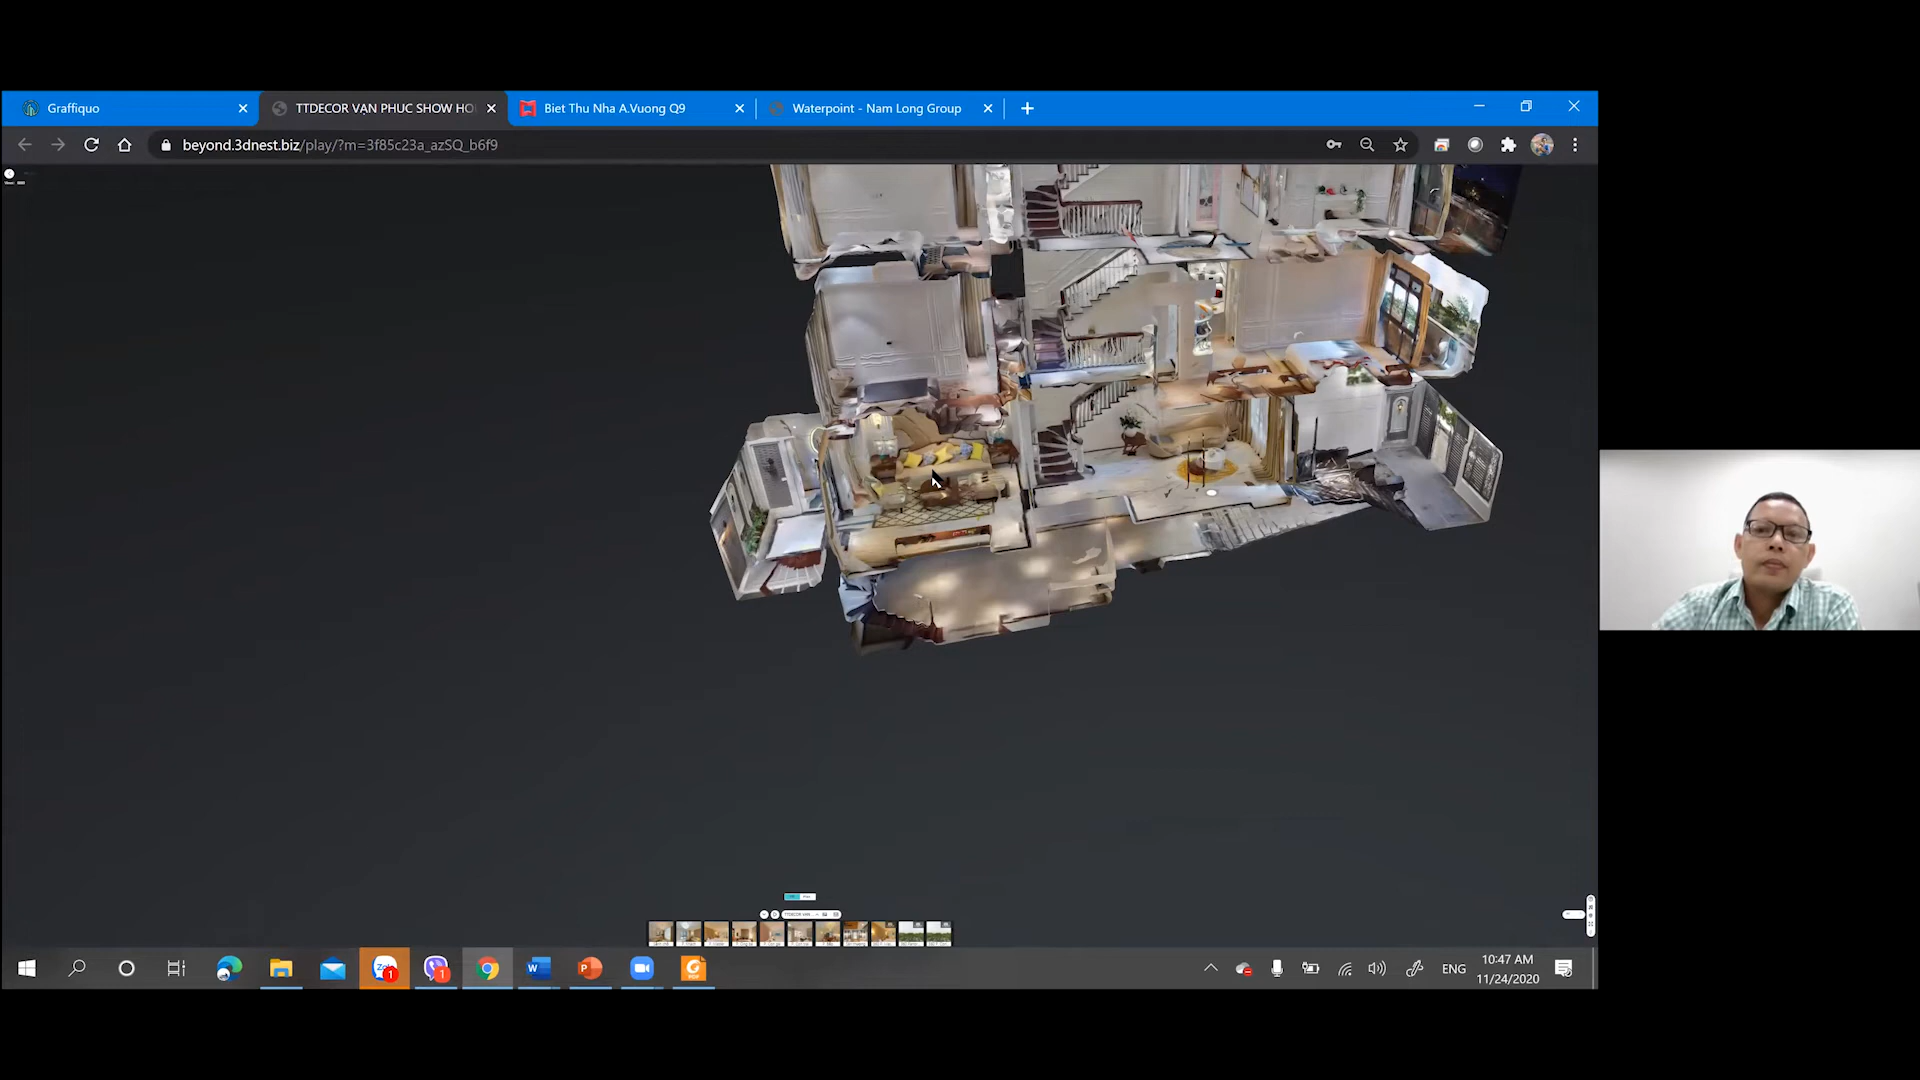 Graffiquo
TTDECOR VẠN PHUC SHOW HO
Biet Thu Nha A.Vuong Q9
Waterpoint - Nam Long Group
beyond.3dnest.biz/play/?m=3f85c23a_azSQ_b6f9
ENG
10:47 AM
11/24/2020